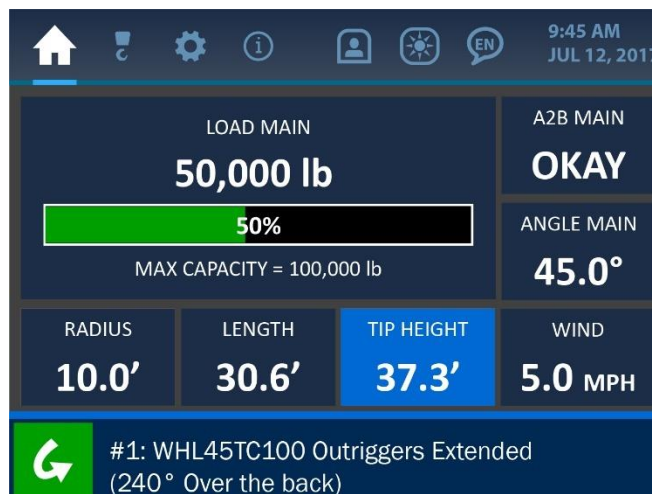 EN
9:45 AM
JUL 12, 2017
LOAD MAIN
50,000 lb
50%
MAX CAPACITY = 100,000 lb
A2B MAIN
OKAY
ANGLE MAIN
45.0°
RADIUS
10.0′
LENGTH
30.6′
TIP HEIGHT
37.3′
WIND
5.0 MPH
#1: WHL45TC100 Outriggers Extended
(240° Over the back)